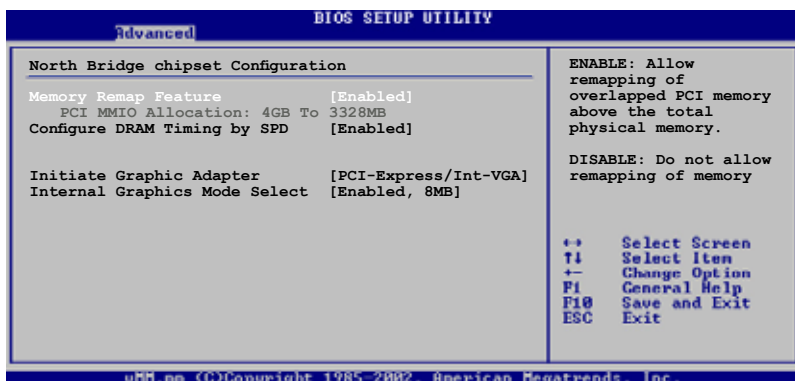 BIOS SETUP UTILITY
Advanced
North Bridge chipset Configuration
Memory Remap Feature [Enabled]
PCI MMIO Allocation: 4GB To 3328MB
Configure DRAM Timing by SPD [Enabled]
Initiate Graphic Adapter [PCI-Express/Int-VGA]
Internal Graphics Mode Select [Enabled, 8MB]
ENABLE: Allow
remapping of
overlapped PCI memory
above the total
physical memory.
DISABLE: Do not allow
remapping of memory
↔ Select Screen
↑↓ Select Item
+- Change Option
F1 General Help
F10 Save and Exit
ESC Exit
(C)Copyright 1985-2002, American Megatrends, Inc.